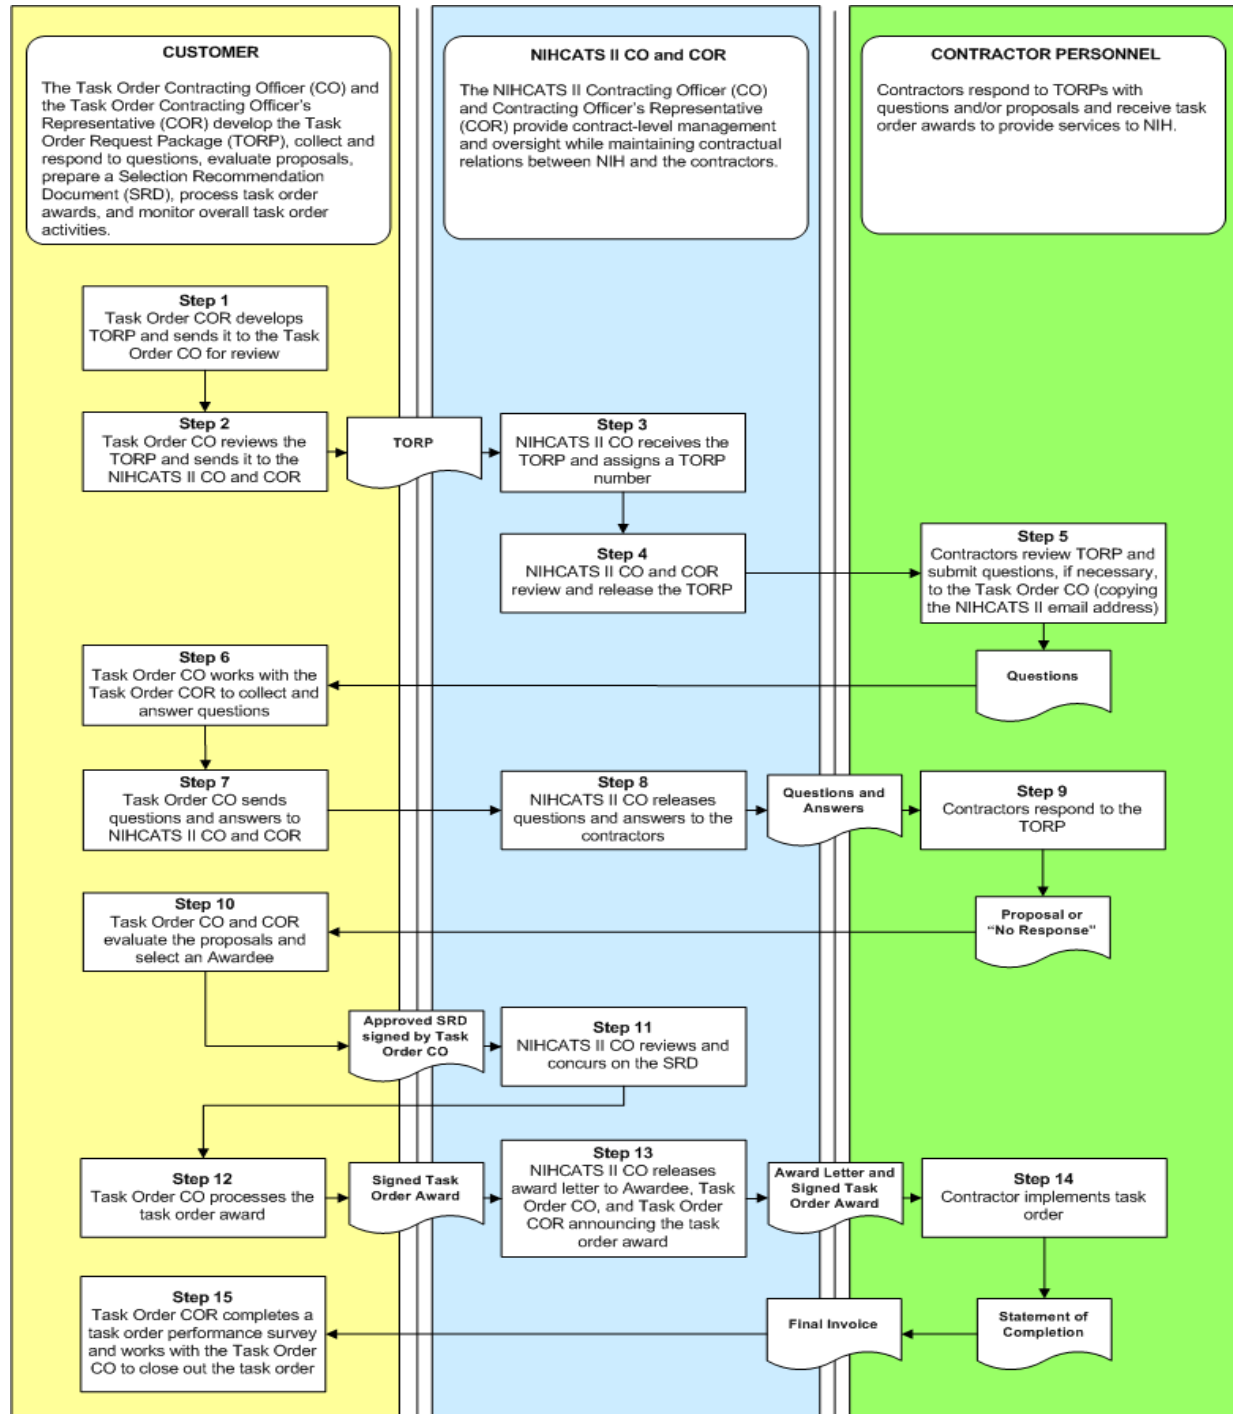 CUSTOMER
The Task Order Contracting Officer (CO) and
the Task Order Contracting Officer's
Representative (COR) develop the Task
Order Request Package (TORP), collect and
respond to questions, evaluate proposals,
prepare a Selection Recommendation
Document (SRD), process task order
awards, and monitor overall task order
activities.
NIHCATS II CO and COR
The NIHCATS II Contracting Officer (CO)
and Contracting Officer's Representative
(COR) provide contract-level management
and oversight while maintaining contractual
relations between NIH and the contractors.
CONTRACTOR PERSONNEL
Contractors respond to TORPs with
questions and/or proposals and receive task
order awards to provide services to NIH.
Step 1
Task Order COR develops
TORP and sends it to the Task
Order CO for review
Step 2
Task Order CO reviews the
TORP and sends it to the
NIHCATS II CO and COR
TORP
Step 3
NIHCATS II CO receives the
TORP and assigns a TORP
number
Step 4
NIHCATS II CO and COR
review and release the TORP
Step 5
Contractors review TORP and
submit questions, if necessary,
to the Task Order CO (copying
the NIHCATS II email address)
Questions
Step 6
Task Order CO works with the
Task Order COR to collect and
answer questions
Step 7
Task Order CO sends
questions and answers to
NIHCATS II CO and COR
Step 8
NIHCATS II CO releases
questions and answers to the
contractors
Questions and
Answers
Step 9
Contractors respond to the
TORP
Proposal or
“No Response”
Step 10
Task Order CO and COR
evaluate the proposals and
select an Awardee
Approved SRD
signed by Task
Order CO
Step 11
NIHCATS II CO reviews and
concurs on the SRD
Step 12
Task Order CO processes the
task order award
Signed Task
Order Award
Step 13
NIHCATS II CO releases
award letter to Awardee, Task
Order CO, and Task Order
COR announcing the task
order award
Award Letter and
Signed Task
Order Award
Step 14
Contractor implements task
order
Statement of
Completion
Final Invoice
Step 15
Task Order COR completes a
task order performance survey
and works with the Task Order
CO to close out the task order